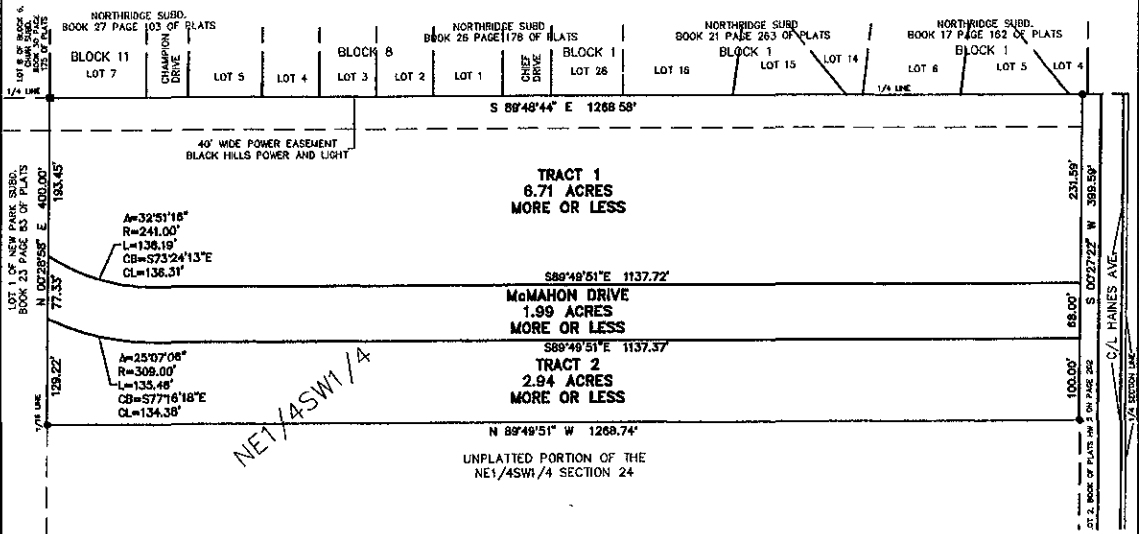 NORTHRIDGE SUBD.
BOOK 27 PAGE 103 OF PLATS
NORTHRIDGE SUBD
BOOK 26 PAGE 178 OF PLATS
NORTHRIDGE SUBD
BOOK 21 PAGE 263 OF PLATS
NORTHRIDGE SUBD.
BOOK 17 PAGE 162 OF PLATS
175 OF PLATS
BLOCK 11
LOT 7
CHAMPION
DRIVE
BLOCK 8
LOT 5
LOT 4
LOT 3
LOT 2
LOT 1
CHIEF
DRIVE
BLOCK 1
LOT 26
BLOCK 1
LOT 16
LOT 15
LOT 14
BLOCK 1
LOT 6
LOT 5
LOT 4
1/4 LINE
1/4 LINE
S 89°48'44" E 1268.58'
40' WIDE POWER EASEMENT
BLACK HILLS POWER AND LIGHT
TRACT 1
6.71 ACRES
MORE OR LESS
LOT 1 OF NEW PARK SUBD.
BOOK 23 PAGE 83 OF PLATS
N 00°28'58" E 400.00'
193.45'
77.33'
129.22'
231.59'
68.00'
100.00'
S 00°27'22" W 399.59'
C/L HAINES AVE.
1/4 SECTION LINE
Δ=32°51'16"
R=241.00'
L=138.19'
CB=S73°24'13"E
CL=136.31'
S89°49'51"E 1137.72'
McMAHON DRIVE
1.99 ACRES
MORE OR LESS
S89°49'51"E 1137.37'
Δ=25°07'06"
R=309.00'
L=135.46'
CB=S77°16'18"E
CL=134.38'
TRACT 2
2.94 ACRES
MORE OR LESS
NE1/4SW1/4
N 89°49'51" W 1268.74'
UNPLATTED PORTION OF THE
NE1/4SW1/4 SECTION 24